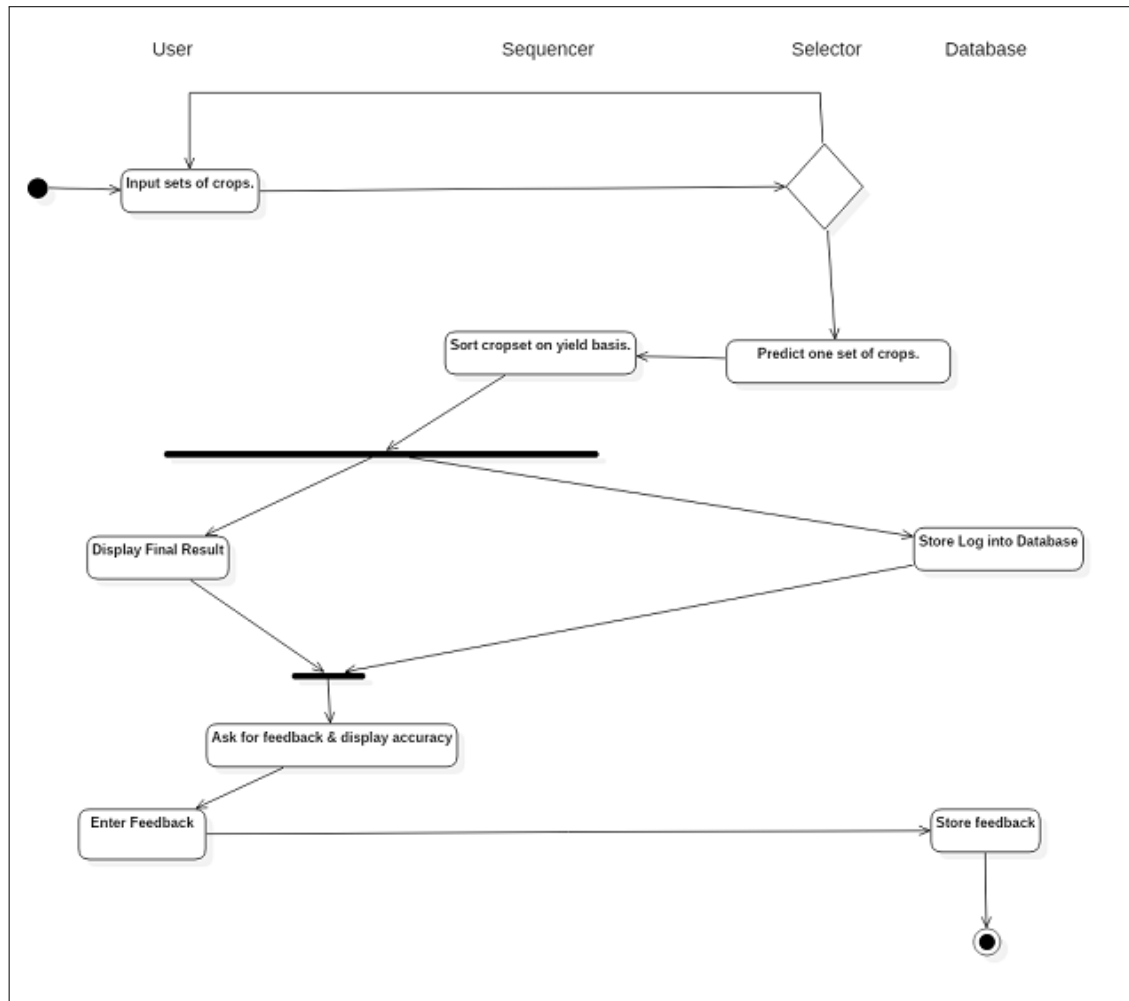 User
Sequencer
Selector
Database
Input sets of crops.
Sort cropset on yield basis.
Predict one set of crops.
Display Final Result
Store Log into Database
Ask for feedback & display accuracy
Enter Feedback
Store feedback